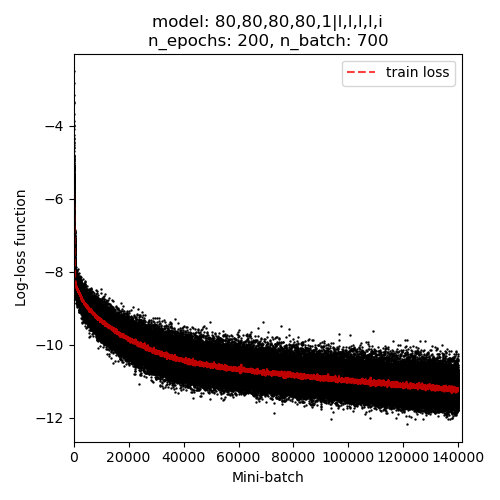 model: 80,80,80,80,1|l,l,l,l,i
n_epochs: 200, n_batch: 700
train loss
Log-loss function
−4
−6
−8
−10
−12
0 20000 40000 60000 80000 100000 120000 140000
Mini-batch